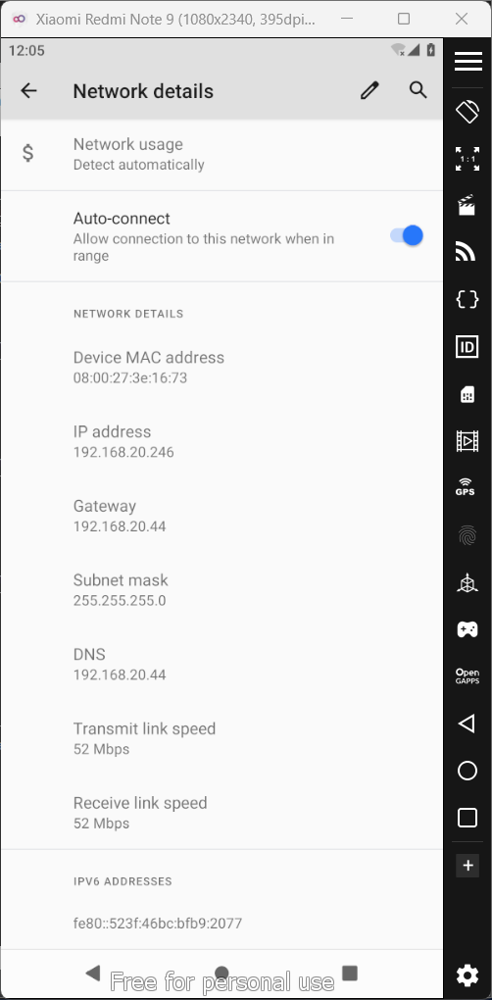 Xiaomi Redmi Note 9 (1080x2340, 395dpi...
12:05
Network details
Network usage
Detect automatically
Auto-connect
Allow connection to this network when in
range
NETWORK DETAILS
Device MAC address
08:00:27:3e:16:73
IP address
192.168.20.246
Gateway
192.168.20.44
Subnet mask
255.255.255.0
DNS
192.168.20.44
Transmit link speed
52 Mbps
Receive link speed
52 Mbps
IPV6 ADDRESSES
fe80::523f:46bc:bfb9:2077
Free for personal use
1:1
{}
ID
GPS
Open
GAPPS